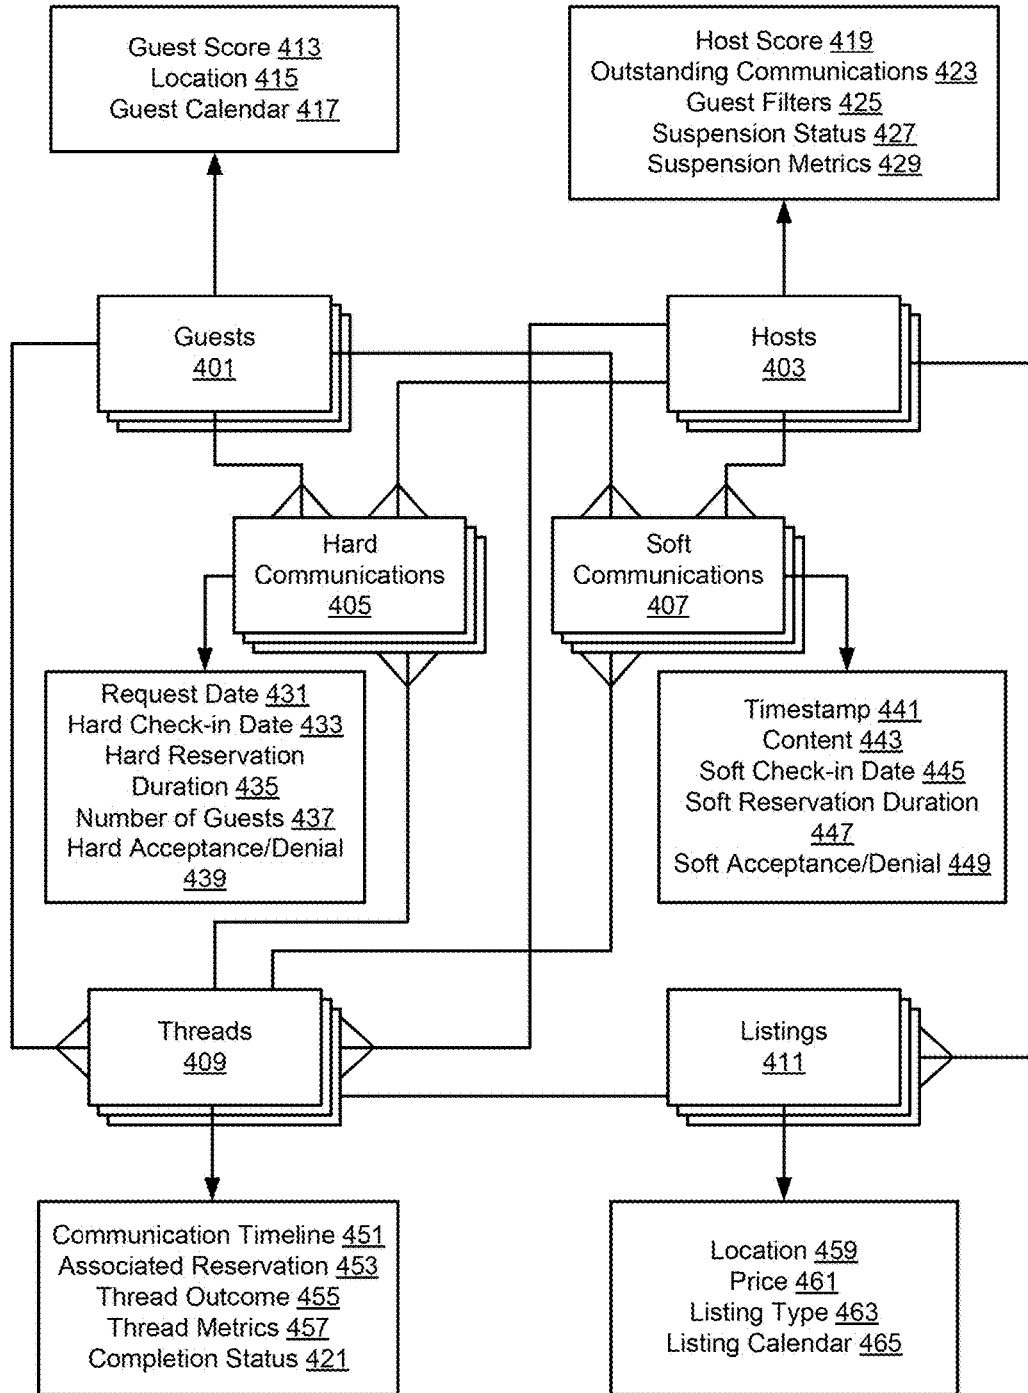 Guest Score 413
Location 415
Guest Calendar 417
Host Score 419
Outstanding Communications 423
Guest Filters 425
Suspension Status 427
Suspension Metrics 429
Guests
401
Hosts
403
Hard
Communications
405
Soft
Communications
407
Request Date 431
Hard Check-in Date 433
Hard Reservation
Duration 435
Number of Guests 437
Hard Acceptance/Denial
439
Timestamp 441
Content 443
Soft Check-in Date 445
Soft Reservation Duration
447
Soft Acceptance/Denial 449
Threads
409
Listings
411
Communication Timeline 451
Associated Reservation 453
Thread Outcome 455
Thread Metrics 457
Completion Status 421
Location 459
Price 461
Listing Type 463
Listing Calendar 465